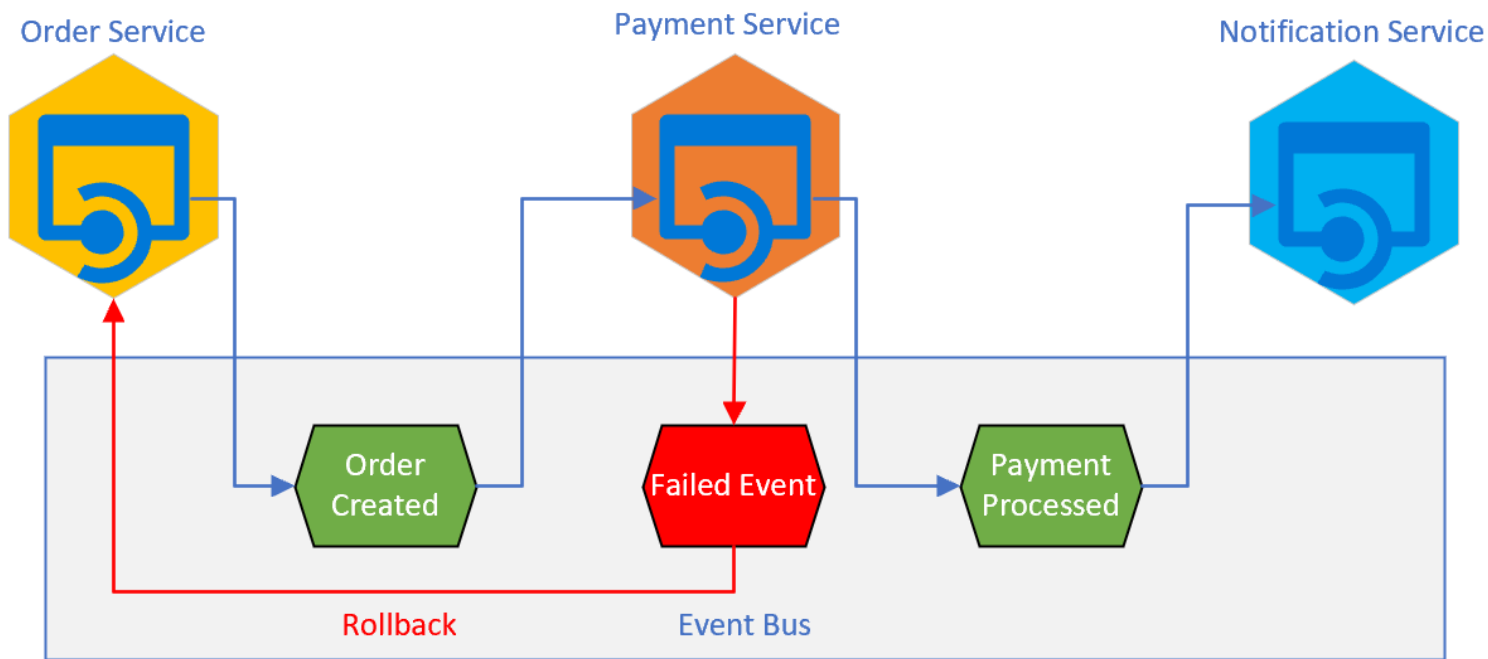 Order Service
Payment Service
Notification Service
Order
Created
Failed Event
Payment
Processed
Rollback
Event Bus